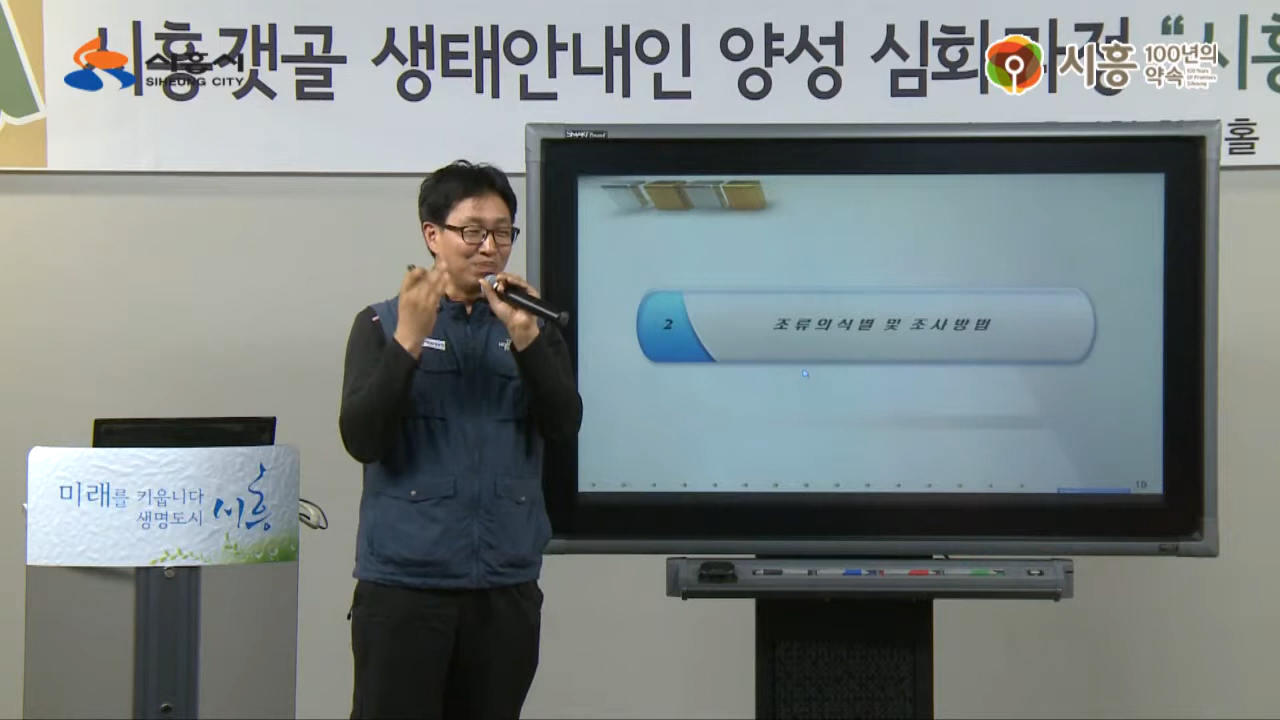 시흥갯골 생태안내인 양성 심화과정 “시흥
시흥시
SIHEUNG CITY
시흥 100년의
약속
홀
SMART Board
2 조류의식별 및 조사방법
19
미래를 키웁니다
생명도시 시흥